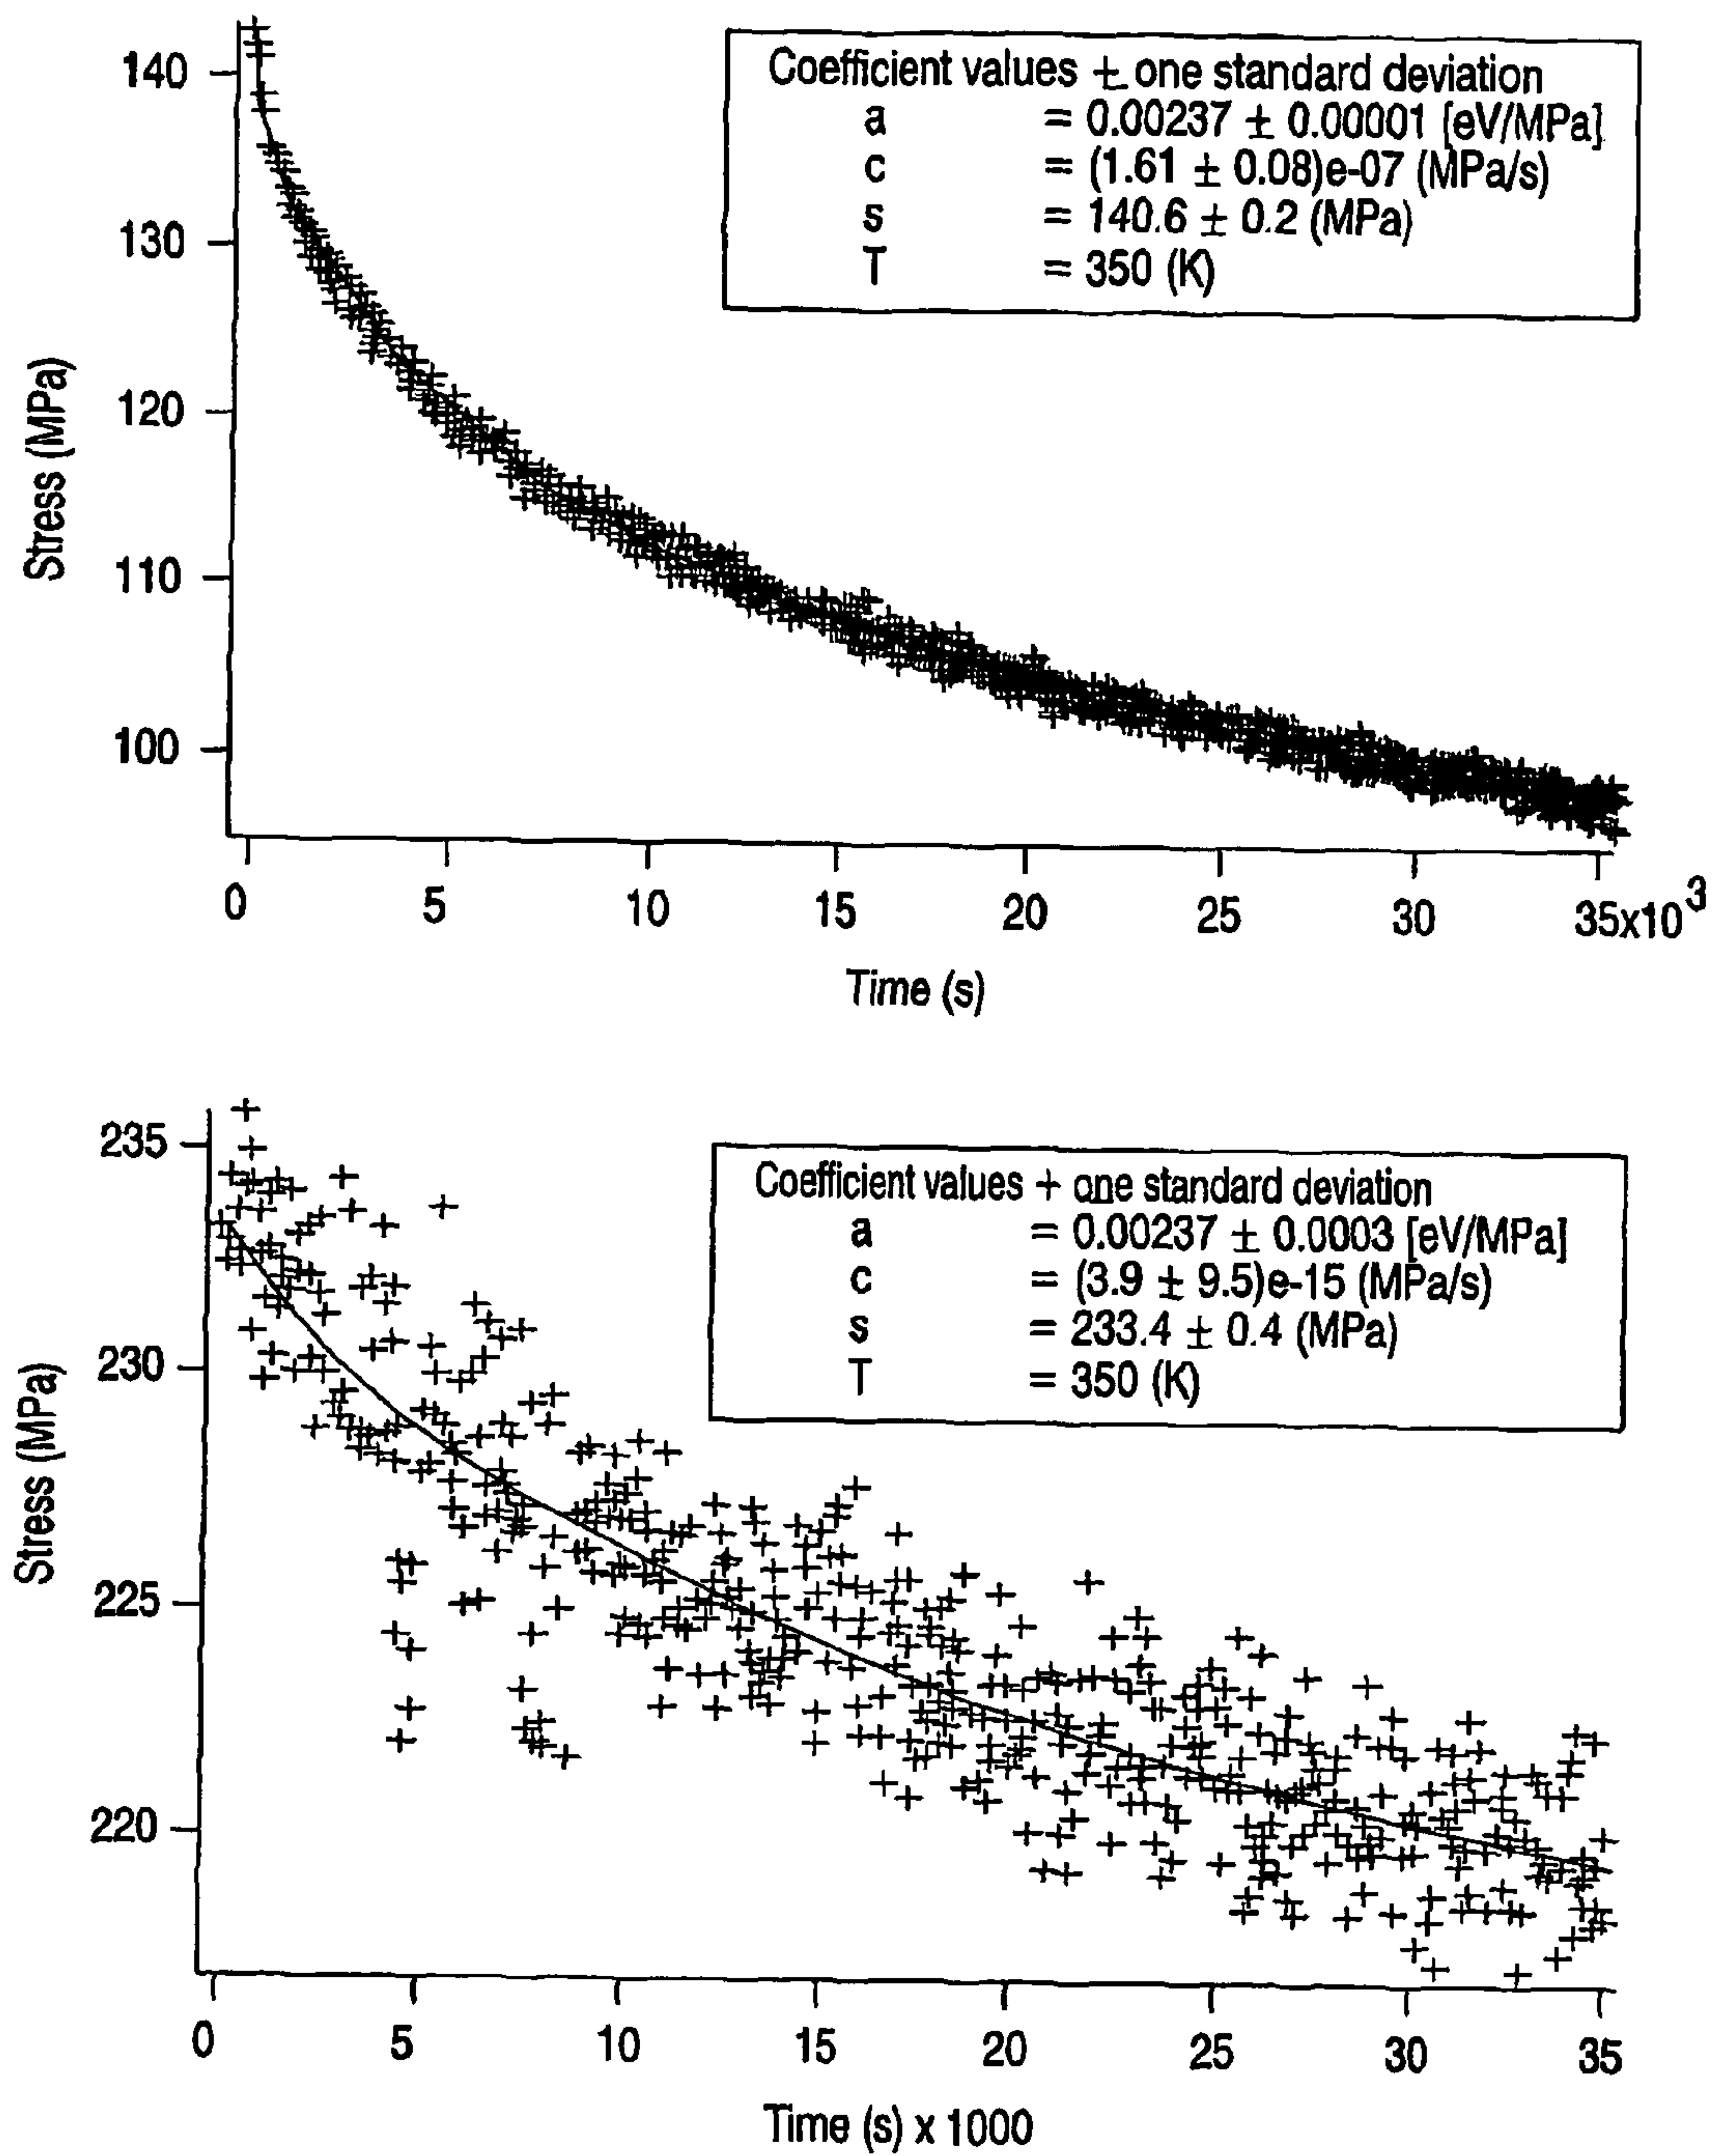 140
130
120
110
100
Stress (MPa)
Coefficient values ± one standard deviation
a = 0.00237 ± 0.00001 [eV/MPa]
c = (1.61 ± 0.08)e-07 (MPa/s)
s = 140.6 ± 0.2 (MPa)
T = 350 (K)
0 5 10 15 20 25 30 35x10³
Time (s)
235
230
225
220
Stress (MPa)
Coefficient values + one standard deviation
a = 0.00237 ± 0.0003 [eV/MPa]
c = (3.9 ± 9.5)e-15 (MPa/s)
s = 233.4 ± 0.4 (MPa)
T = 350 (K)
0 5 10 15 20 25 30 35
Time (s) x 1000